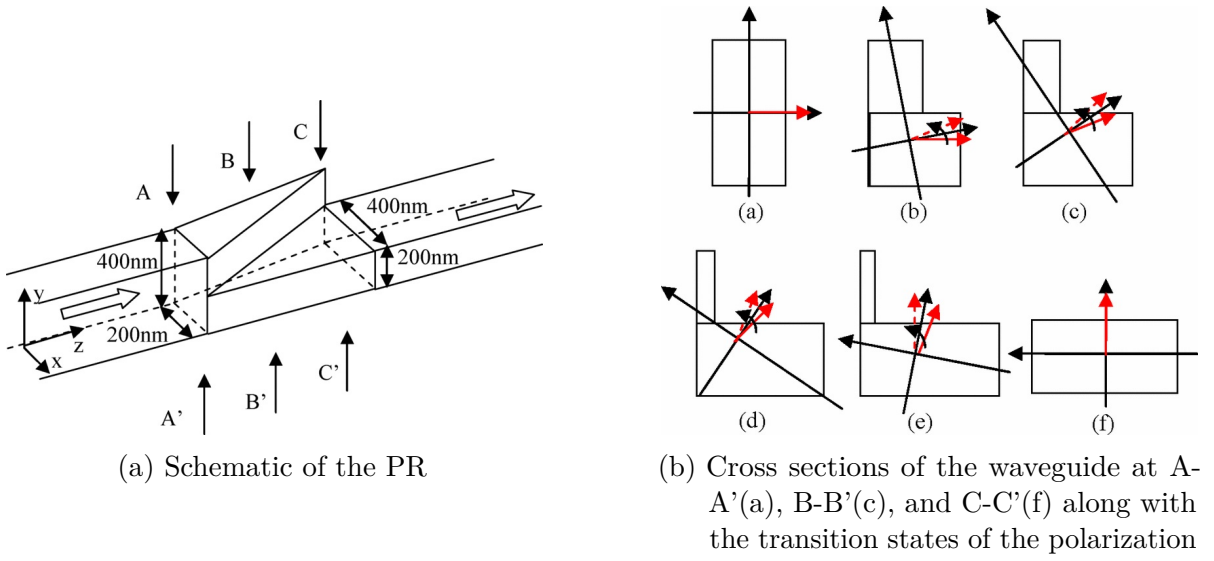 C
B
A
400nm
400nm
200nm
y
200nm
z
x
C'
B'
A'
(a) Schematic of the PR
(a)
(b)
(c)
(d)
(e)
(f)
(b) Cross sections of the waveguide at A-
A'(a), B-B'(c), and C-C'(f) along with
the transition states of the polarization